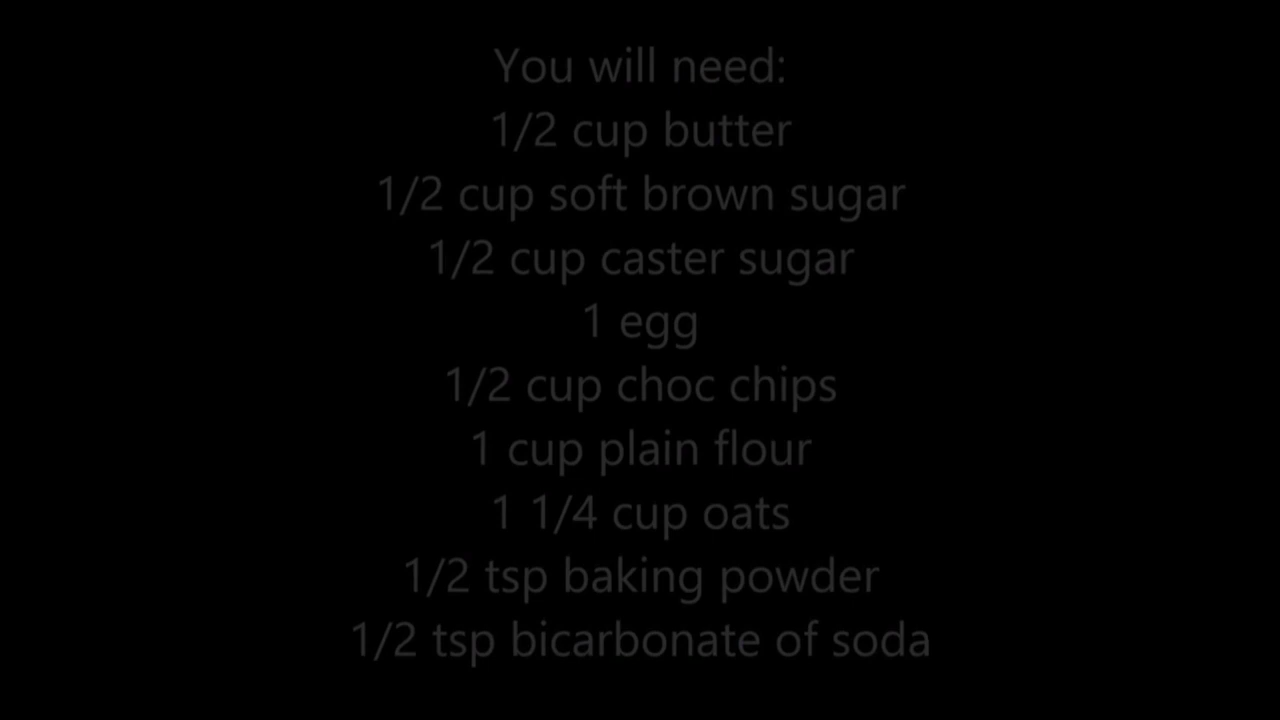 You will need:
1/2 cup butter
1/2 cup soft brown sugar
1/2 cup caster sugar
1 egg
1/2 cup choc chips
1 cup plain flour
1 1/4 cup oats
1/2 tsp baking powder
1/2 tsp bicarbonate of soda